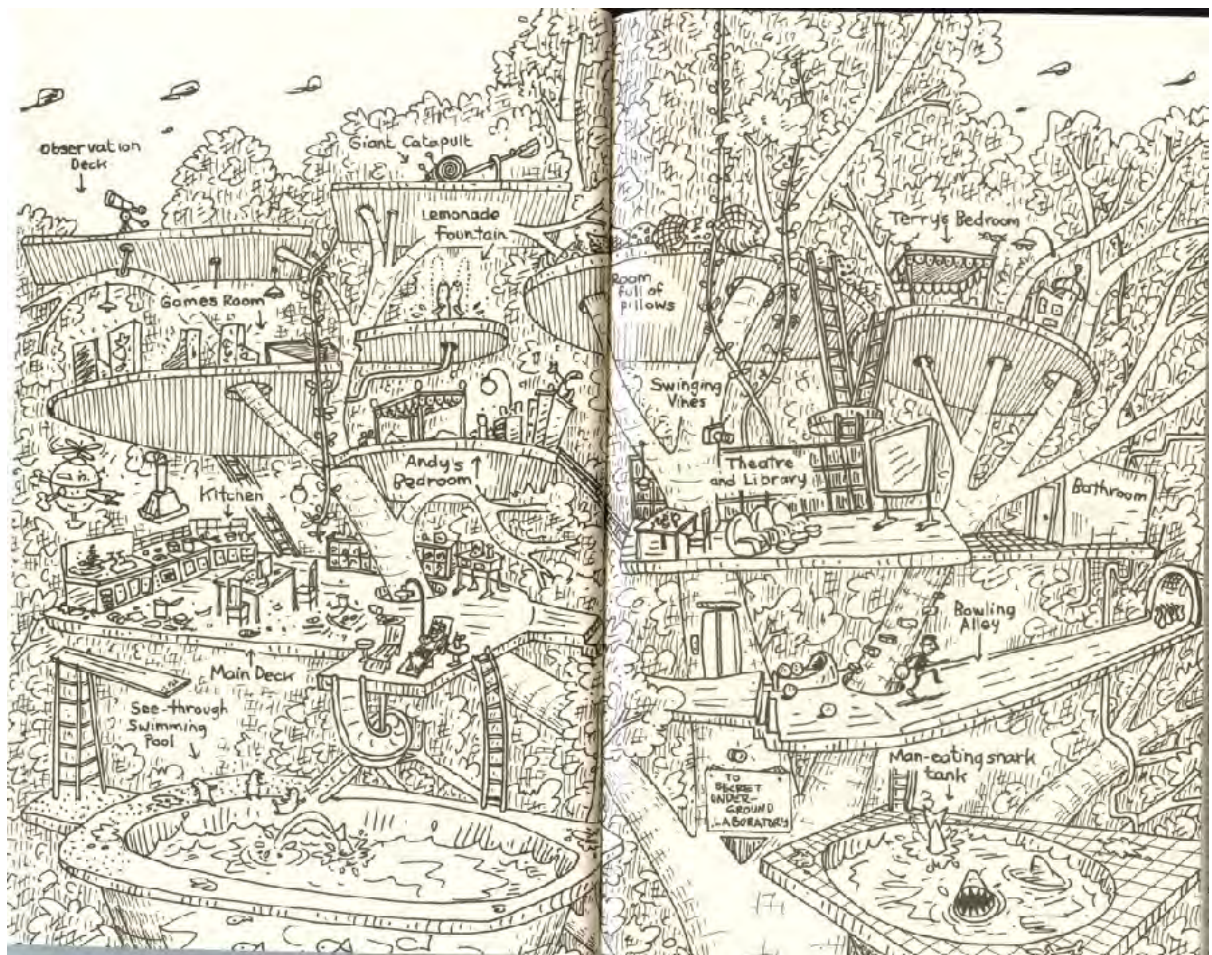 Observation
Deck
Giant Catapult
Lemonade
fountain
Games Room
Andy's
Bedroom
Kitchen
Main Deck
See-through
Swimming
Pool
Room
full of
pillows
Terry's Bedroom
Swinging
Vines
Theatre
and Library
Bathroom
Bowling
Alley
Man-eating shark
tank
TO
SECRET
UNDER-
GROUND
LABORATORY